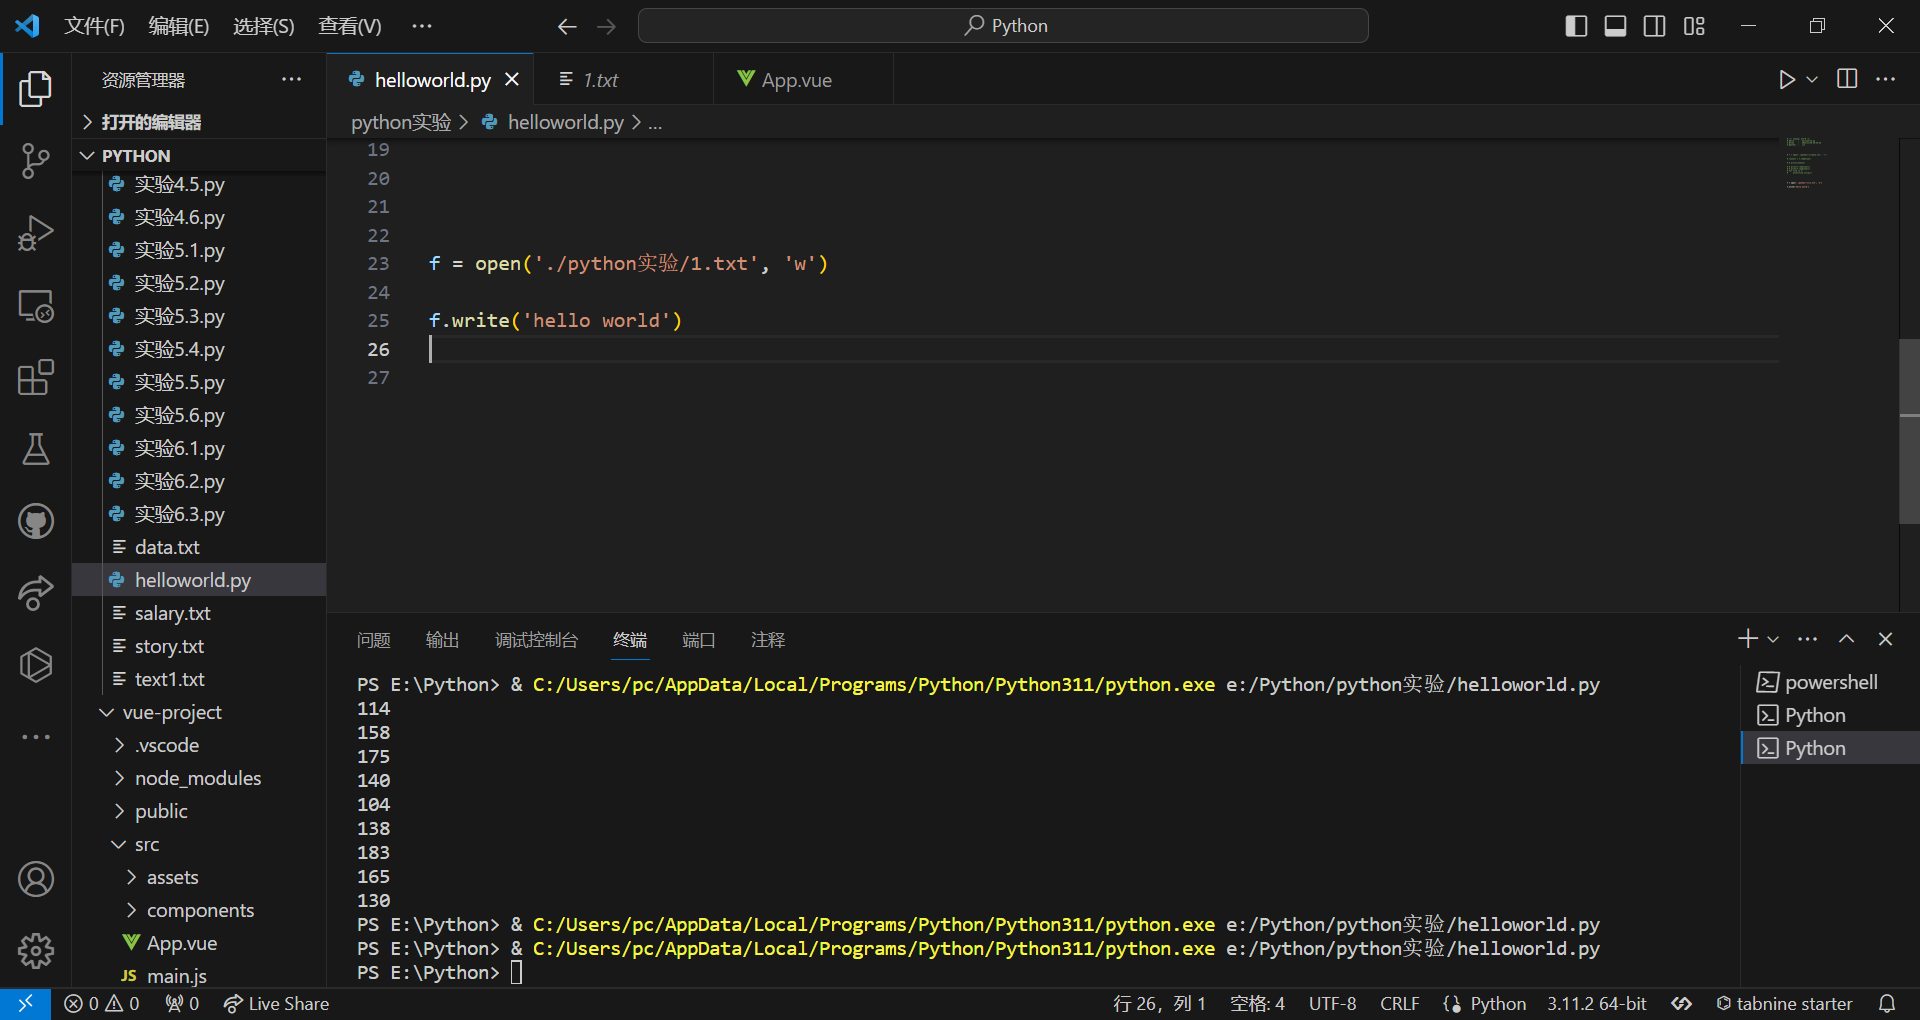 文件(F) 编辑(E) 选择(S) 查看(V) ··· Python
资源管理器 ···
helloworld.py 1.txt App.vue
打开的编辑器
python实验 > helloworld.py > ...
PYTHON
实验4.5.py
实验4.6.py
实验5.1.py
实验5.2.py
实验5.3.py
实验5.4.py
实验5.5.py
实验5.6.py
实验6.1.py
实验6.2.py
实验6.3.py
data.txt
helloworld.py
salary.txt
story.txt
text1.txt
vue-project
.vscode
node_modules
public
src
assets
components
App.vue
JS main.js
19
20
21
22
23 f = open('./python实验/1.txt', 'w')
24
25 f.write('hello world')
26
27
问题 输出 调试控制台 终端 端口 注释
PS E:\Python> & C:/Users/pc/AppData/Local/Programs/Python/Python311/python.exe e:/Python/python实验/helloworld.py
114
158
175
140
104
138
183
165
130
PS E:\Python> & C:/Users/pc/AppData/Local/Programs/Python/Python311/python.exe e:/Python/python实验/helloworld.py
PS E:\Python> & C:/Users/pc/AppData/Local/Programs/Python/Python311/python.exe e:/Python/python实验/helloworld.py
PS E:\Python>
powershell
Python
Python
0 0 0 Live Share 行 26，列 1 空格: 4 UTF-8 CRLF Python 3.11.2 64-bit tabnine starter